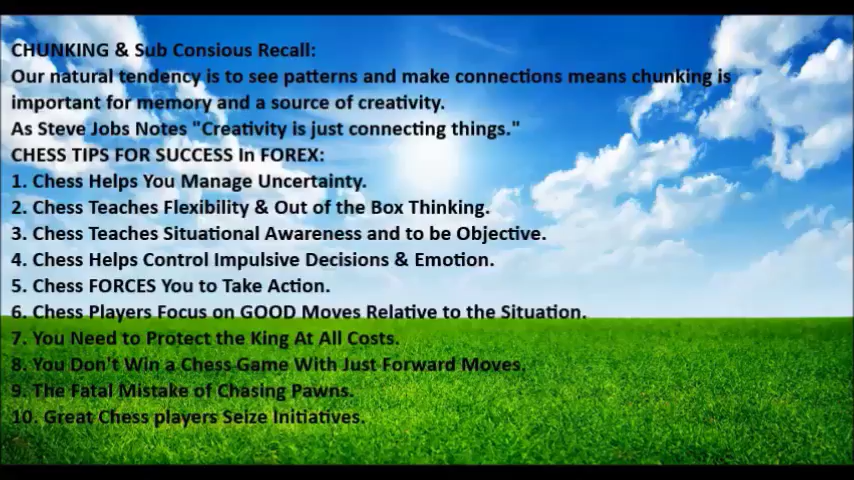 CHUNKING & Sub Consious Recall:
Our natural tendency is to see patterns and make connections means chunking is
important for memory and a source of creativity.
As Steve Jobs Notes "Creativity is just connecting things."
CHESS TIPS FOR SUCCESS In FOREX:
1. Chess Helps You Manage Uncertainty.
2. Chess Teaches Flexibility & Out of the Box Thinking.
3. Chess Teaches Situational Awareness and to be Objective.
4. Chess Helps Control Impulsive Decisions & Emotion.
5. Chess FORCES You to Take Action.
6. Chess Players Focus on GOOD Moves Relative to the Situation.
7. You Need to Protect the King At All Costs.
8. You Don't Win a Chess Game With Just Forward Moves.
9. The Fatal Mistake of Chasing Pawns.
10. Great Chess players Seize Initiatives.